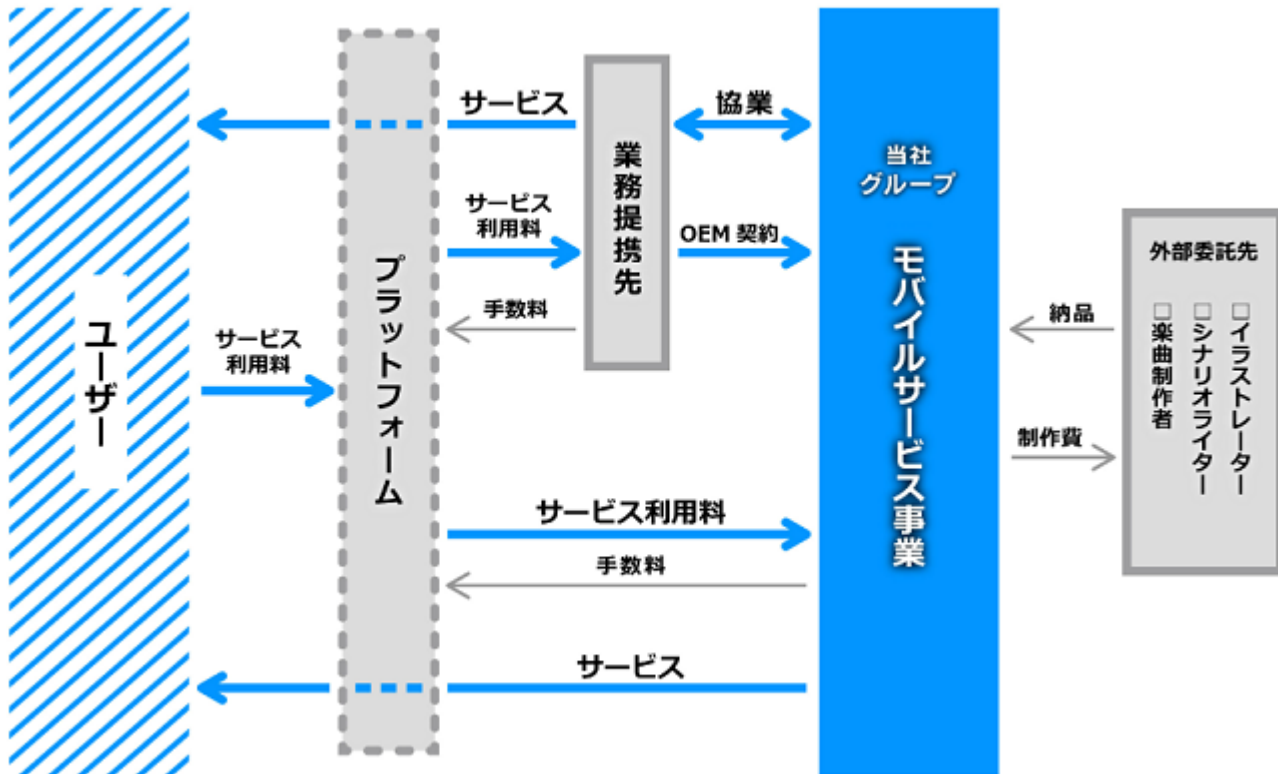 サービス
協業
当社
グループ
業務提携先
サービス
利用料
OEM 契約
外部委託先
プラットフォーム
モバイルサービス事業
手数料
納品
□イラストレーター
□シナリオライター
□楽曲制作者
ユーザー
サービス
利用料
制作費
サービス利用料
手数料
サービス